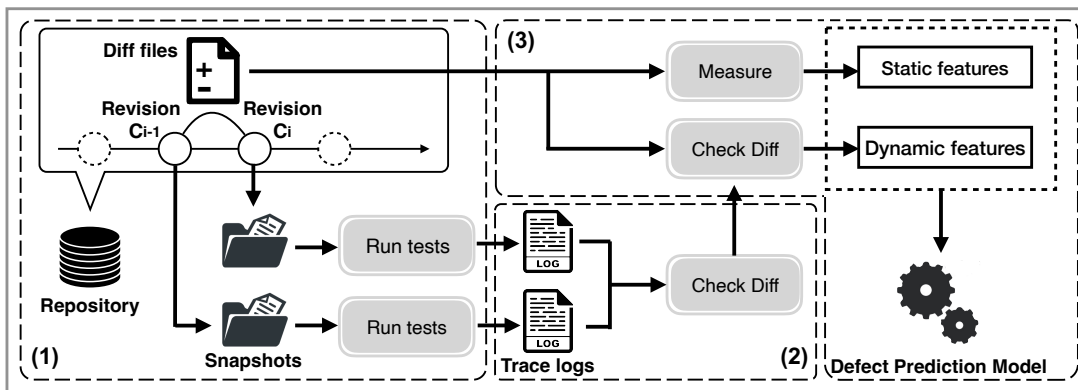 Diff files
+
−
Revision
Ci-1
Revision
Ci
Repository
Snapshots
(1)
Run tests
Run tests
LOG
LOG
Trace logs
Check Diff
(2)
(3)
Measure
Check Diff
Static features
Dynamic features
Defect Prediction Model